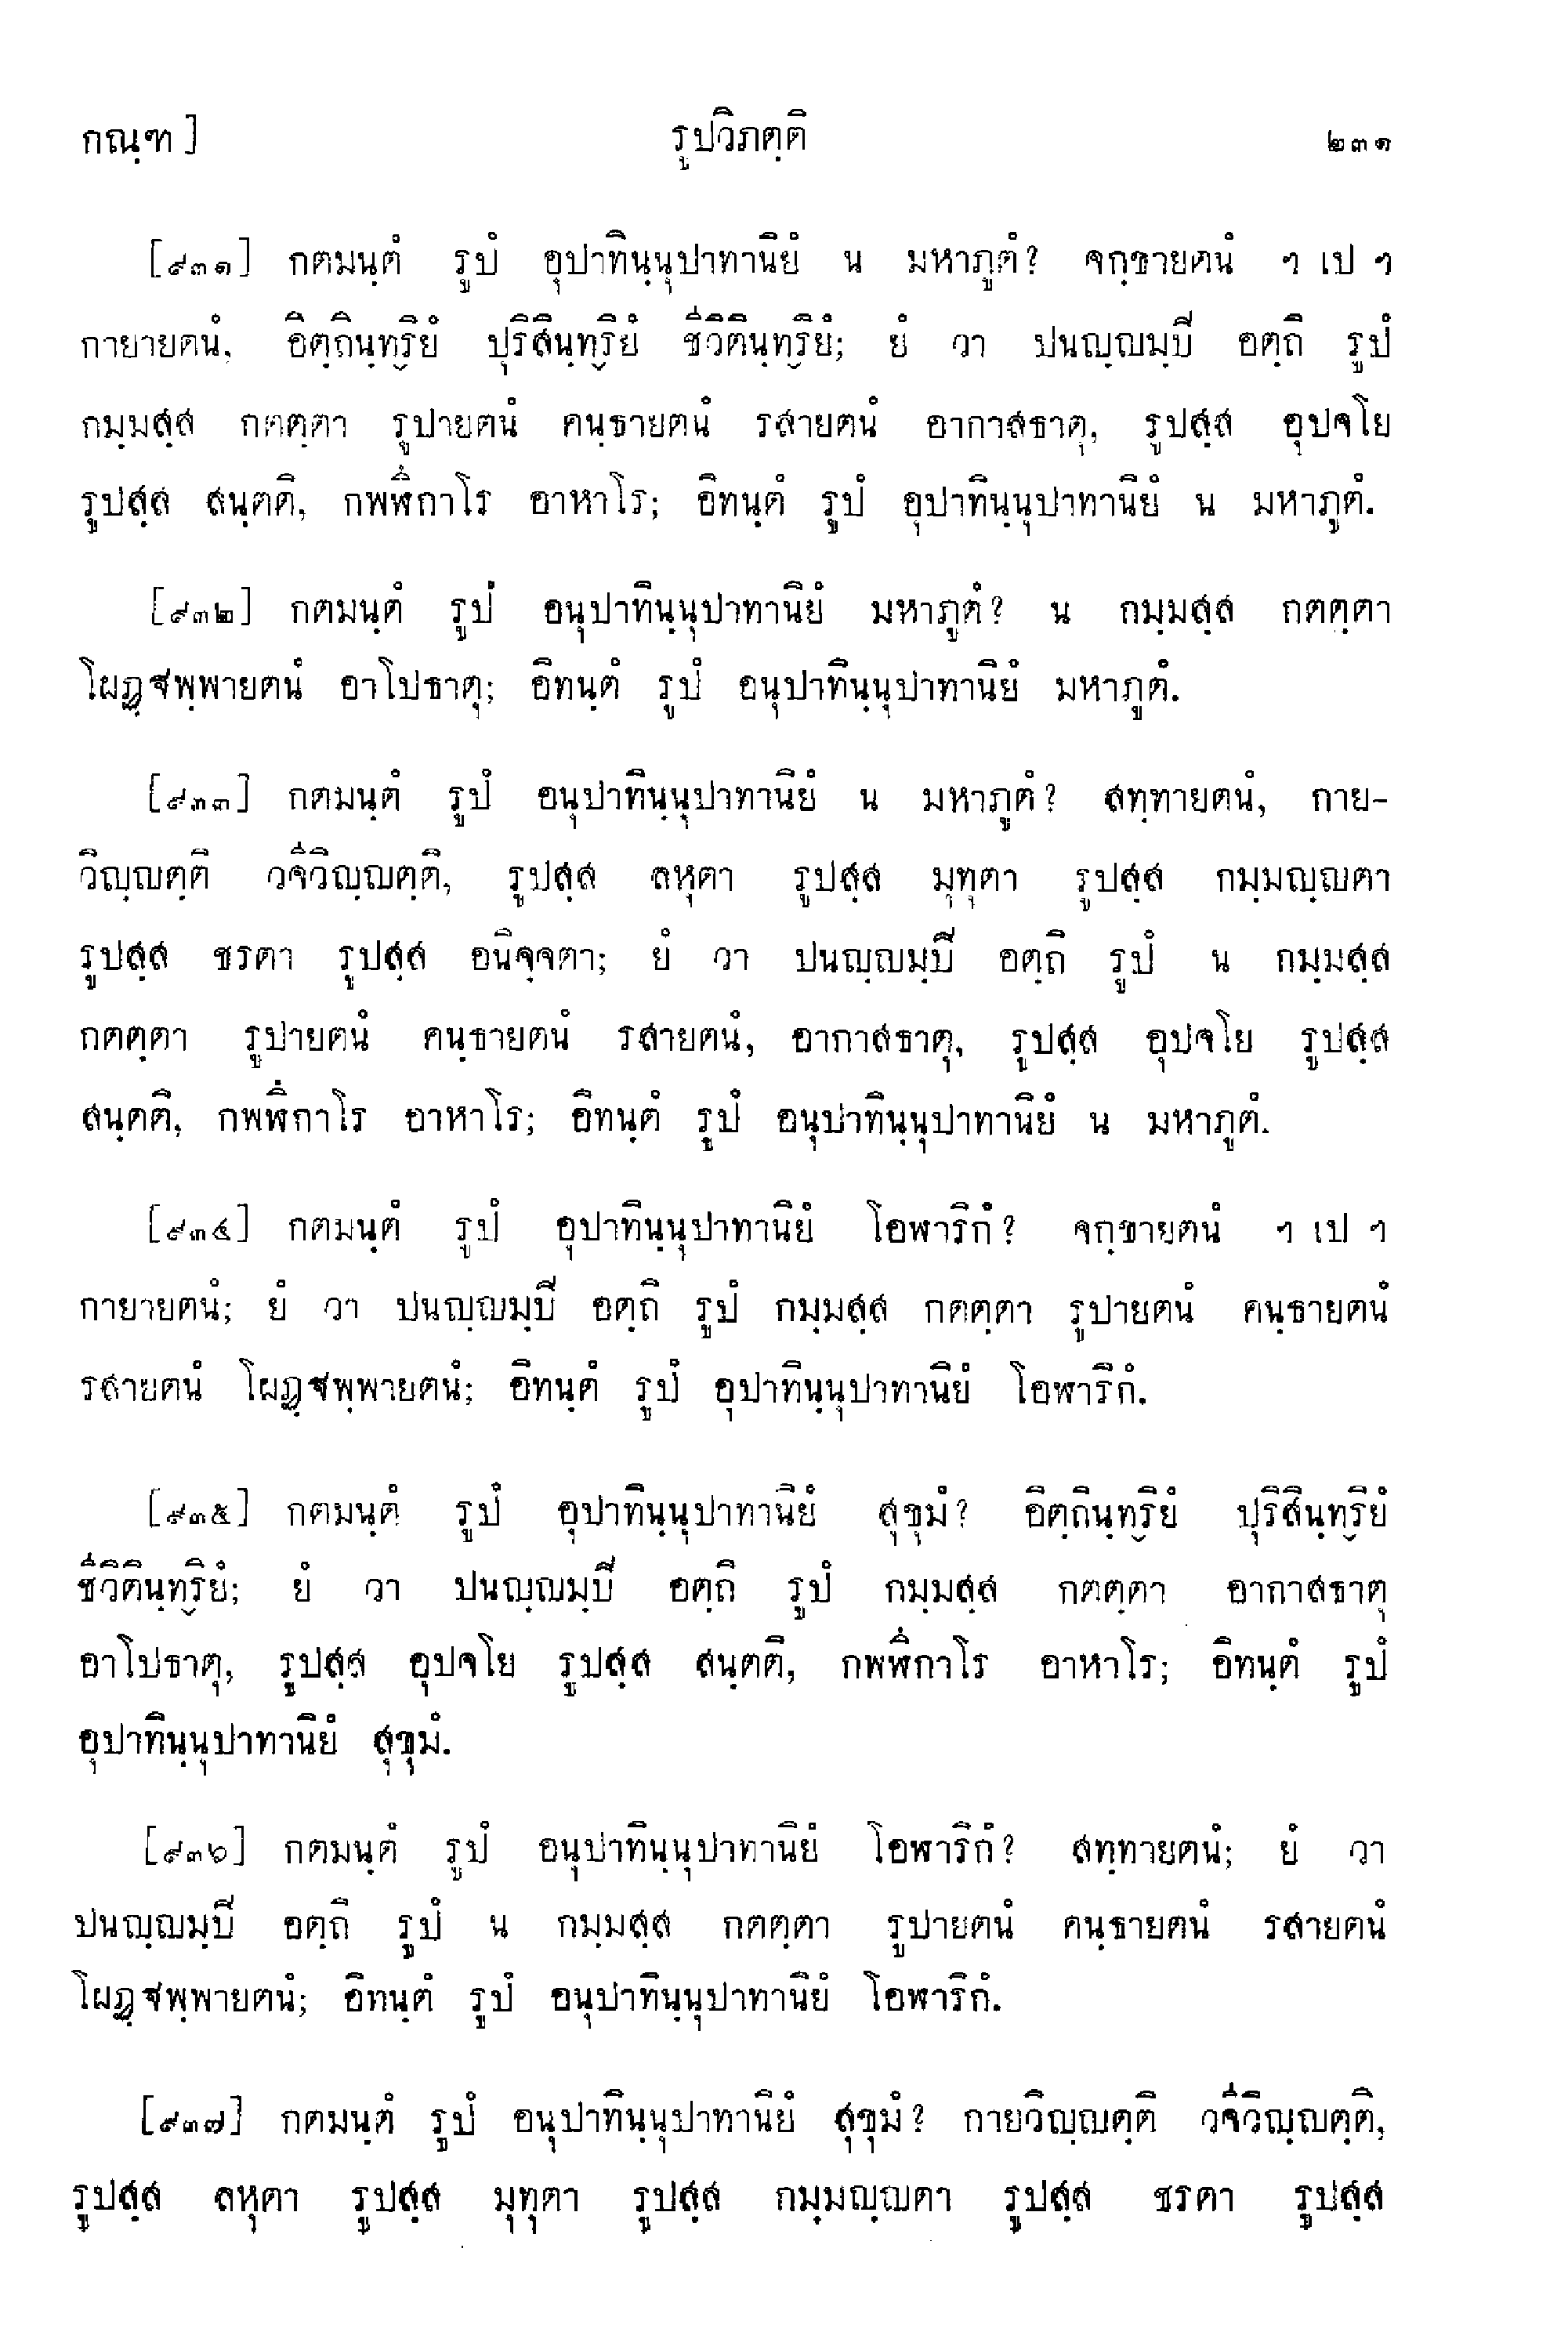 กณฺฑ] รูปวิภตฺติ ๒๓๑
[๙๓๑] กตมนฺตํ รูปํ อุปาทินฺนุปาทานิยํ น มหาภูตํ? จกฺขายตนํ ฯ เป ฯ
กายายตนํ, อิตฺถินฺทฺริยํ ปุริสินฺทฺริยํ ชีวิตินฺทฺริยํ; ยํ วา ปนญฺญมฺปิ อตฺถิ รูปํ
กมฺมสฺส กตตฺตา รูปายตนํ คนฺธายตนํ รสายตนํ อากาสธาตุ, รูปสฺส อุปจโย
รูปสฺส สนฺตติ, กพฬิํกาโร อาหาโร; อิทนฺตํ รูปํ อุปาทินฺนุปาทานิยํ น มหาภูตํ.
[๙๓๒] กตมนฺตํ รูปํ อนุปาทินฺนุปาทานิยํ มหาภูตํ? น กมฺมสฺส กตตฺตา
โผฏฺฐพฺพายตนํ อาโปธาตุ; อิทนฺตํ รูปํ อนุปาทินฺนุปาทานิยํ มหาภูตํ.
[๙๓๓] กตมนฺตํ รูปํ อนุปาทินฺนุปาทานิยํ น มหาภูตํ? สทฺทายตนํ, กาย-
วิญฺญตฺติ วจีวิญฺญตฺติ, รูปสฺส ลหุตา รูปสฺส มุทุตา รูปสฺส กมฺมญฺญตา
รูปสฺส ชรตา รูปสฺส อนิจฺจตา; ยํ วา ปนญฺญมฺปิ อตฺถิ รูปํ น กมฺมสฺส
กตตฺตา รูปายตนํ คนฺธายตนํ รสายตนํ, อากาสธาตุ, รูปสฺส อุปจโย รูปสฺส
สนฺตติ, กพฬิํกาโร อาหาโร; อิทนฺตํ รูปํ อนุปาทินฺนุปาทานิยํ น มหาภูตํ.
[๙๓๔] กตมนฺตํ รูปํ อุปาทินฺนุปาทานิยํ โอฬาริกํ? จกฺขายตนํ ฯ เป ฯ
กายายตนํ; ยํ วา ปนญฺญมฺปิ อตฺถิ รูปํ กมฺมสฺส กตตฺตา รูปายตนํ คนฺธายตนํ
รสายตนํ โผฏฺฐพฺพายตนํ; อิทนฺตํ รูปํ อุปาทินฺนุปาทานิยํ โอฬาริกํ.
[๙๓๕] กตมนฺตํ รูปํ อุปาทินฺนุปาทานิยํ สุขุมํ? อิตฺถินฺทฺริยํ ปุริสินฺทฺริยํ
ชีวิตินฺทฺริยํ; ยํ วา ปนญฺญมฺปิ อตฺถิ รูปํ กมฺมสฺส กตตฺตา อากาสธาตุ
อาโปธาตุ, รูปสฺส อุปจโย รูปสฺส สนฺตติ, กพฬิํกาโร อาหาโร; อิทนฺตํ รูปํ
อุปาทินฺนุปาทานิยํ สุขุมํ.
[๙๓๖] กตมนฺตํ รูปํ อนุปาทินฺนุปาทานิยํ โอฬาริกํ? สทฺทายตนํ; ยํ วา
ปนญฺญมฺปิ อตฺถิ รูปํ น กมฺมสฺส กตตฺตา รูปายตนํ คนฺธายตนํ รสายตนํ
โผฏฺฐพฺพายตนํ; อิทนฺตํ รูปํ อนุปาทินฺนุปาทานิยํ โอฬาริกํ.
[๙๓๗] กตมนฺตํ รูปํ อนุปาทินฺนุปาทานิยํ สุขุมํ? กายวิญฺญตฺติ วจีวิญฺญตฺติ,
รูปสฺส ลหุตา รูปสฺส มุทุตา รูปสฺส กมฺมญฺญตา รูปสฺส ชรตา รูปสฺส